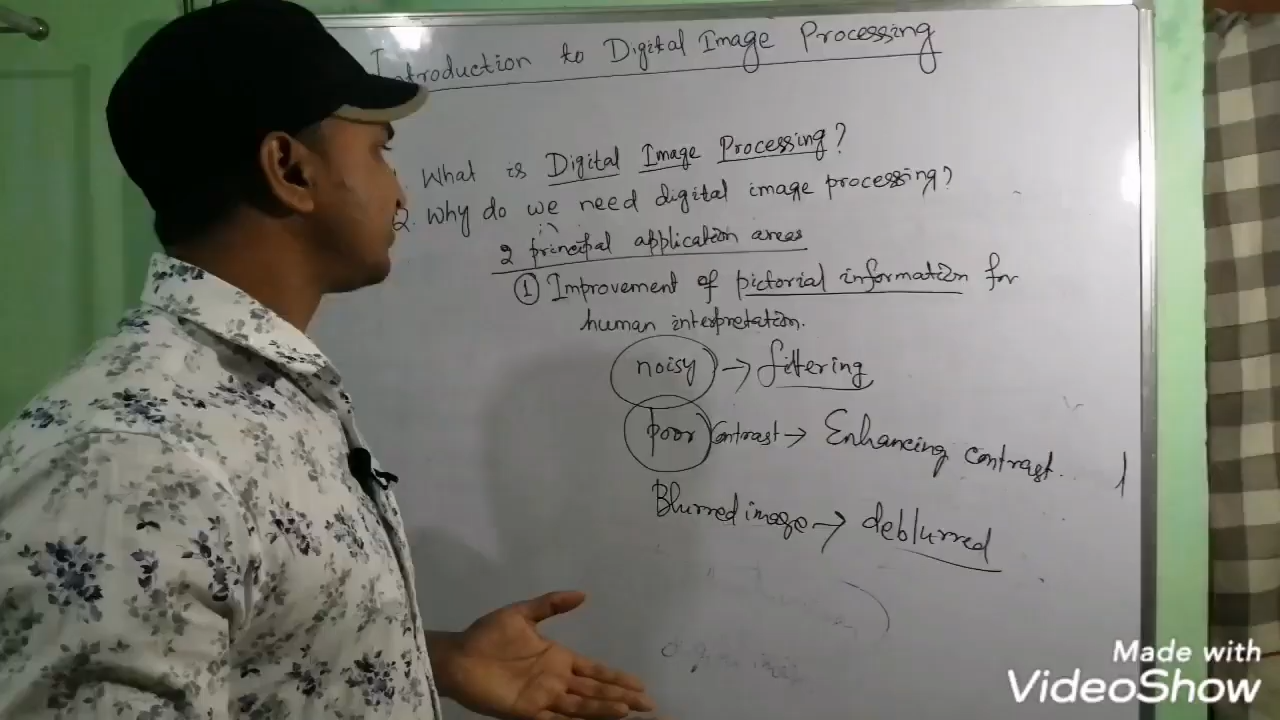 Introduction to Digital Image Processing
1. What is Digital Image Processing?
2. Why do we need digital image processing?
2 principal application areas
① Improvement of pictorial information for
human interpretation.
noisy → filtering
poor contrast → Enhancing contrast.
Blurred image → deblurred
Made with
VideoShow